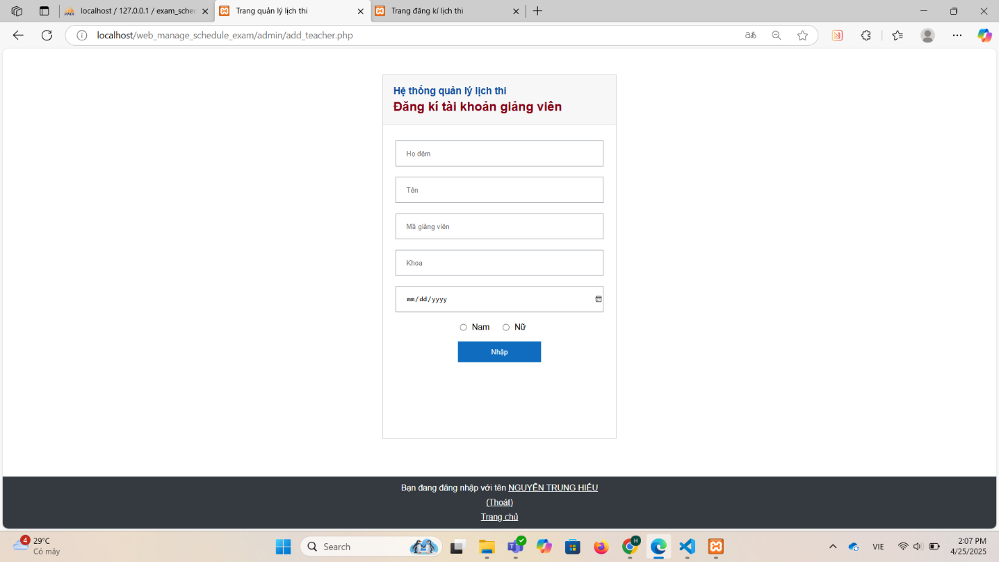 localhost / 127.0.0.1 / exam_sched
Trang quản lý lịch thi
Trang đăng kí lịch thi
localhost/web_manage_schedule_exam/admin/add_teacher.php
Hệ thống quản lý lịch thi
Đăng kí tài khoản giảng viên
Họ đệm
Tên
Mã giảng viên
Khoa
mm/dd/yyyy
Nam Nữ
Nhập
Bạn đang đăng nhập với tên NGUYỄN TRUNG HIẾU
(Thoát)
Trang chủ
4
29°C
Có mây
Search
H
VIE
2:07 PM
4/25/2025